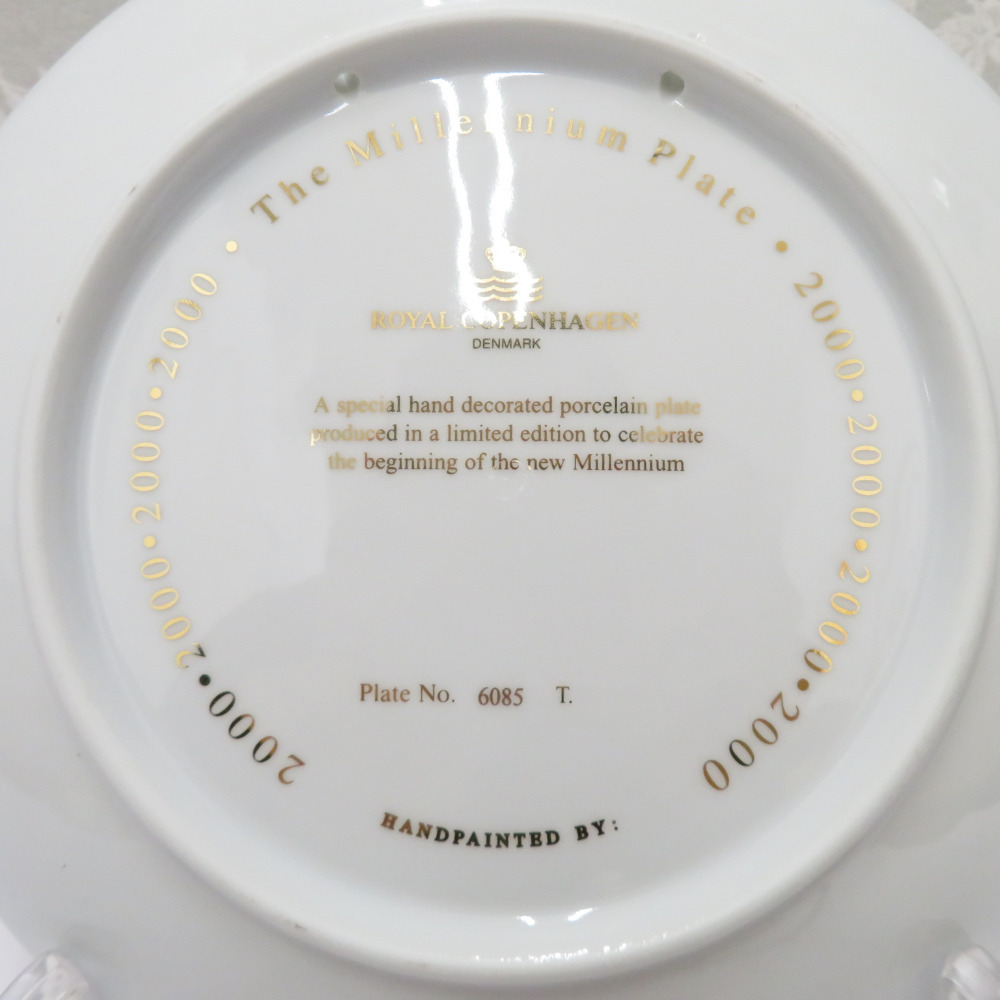 The Millennium Plate
• 2000 • 2000 • 2000 • 2000
ROYAL COPENHAGEN
DENMARK
A special hand decorated porcelain plate
produced in a limited edition to celebrate
the beginning of the new Millennium
Plate No. 6085 T.
2000 • 2000 • 2000 • 2000 •
HANDPAINTED BY: